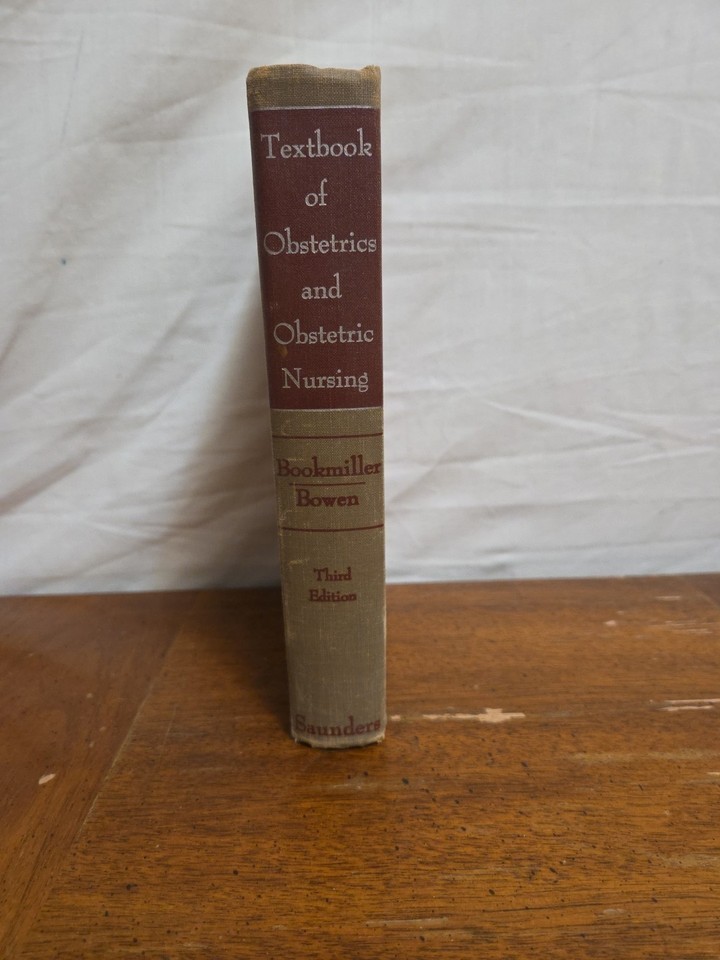 Textbook
of
Obstetrics
and
Obstetric
Nursing
Bookmiller
Bowen
Third
Edition
Saunders